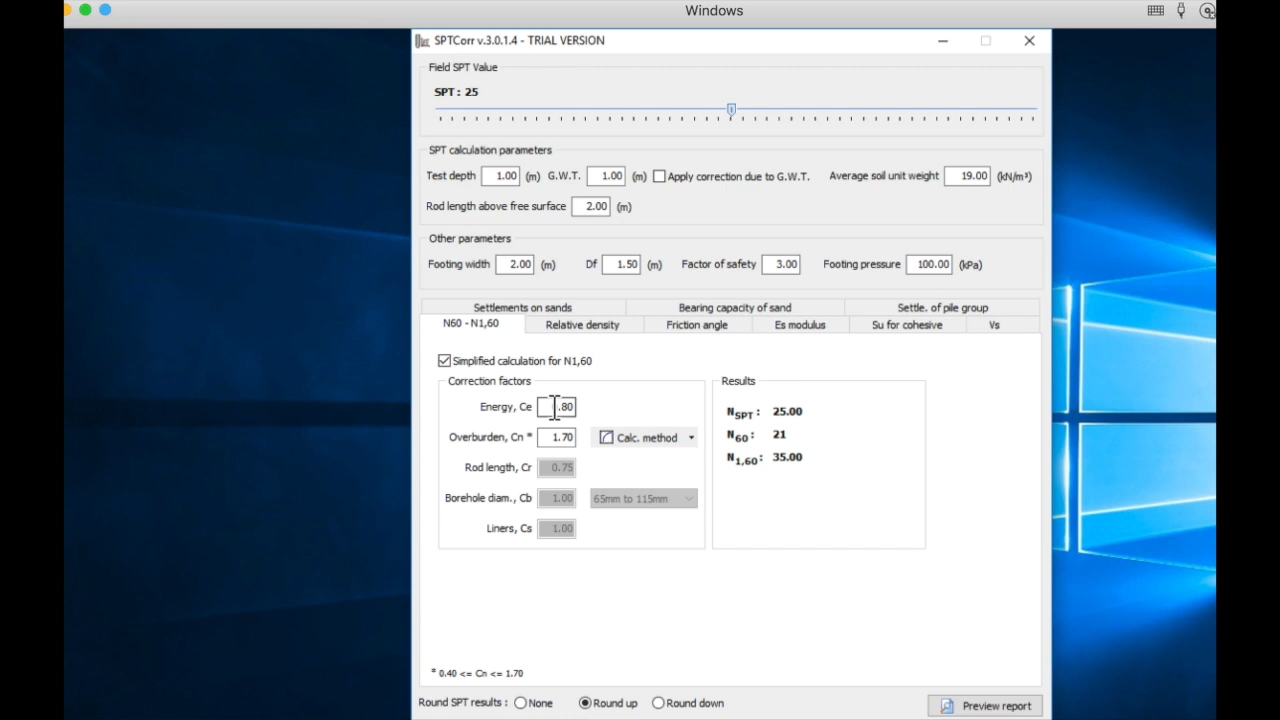 Windows
SPTCorr v.3.0.1.4 - TRIAL VERSION
Field SPT Value
SPT : 25
SPT calculation parameters
Test depth 1.00 (m) G.W.T. 1.00 (m) Apply correction due to G.W.T. Average soil unit weight 19.00 (kN/m³)
Rod length above free surface 2.00 (m)
Other parameters
Footing width 2.00 (m) Df 1.50 (m) Factor of safety 3.00 Footing pressure 100.00 (kPa)
Settlements on sands Bearing capacity of sand Settle. of pile group
N60 - N1,60 Relative density Friction angle Es modulus Su for cohesive Vs
Simplified calculation for N1,60
Correction factors Results
Energy, Ce .80 NSPT : 25.00
Overburden, Cn * 1.70 Calc. method N60 : 21
Rod length, Cr 0.75 N1,60 : 35.00
Borehole diam., Cb 1.00 65mm to 115mm
Liners, Cs 1.00
* 0.40 <= Cn <= 1.70
Round SPT results : None Round up Round down Preview report